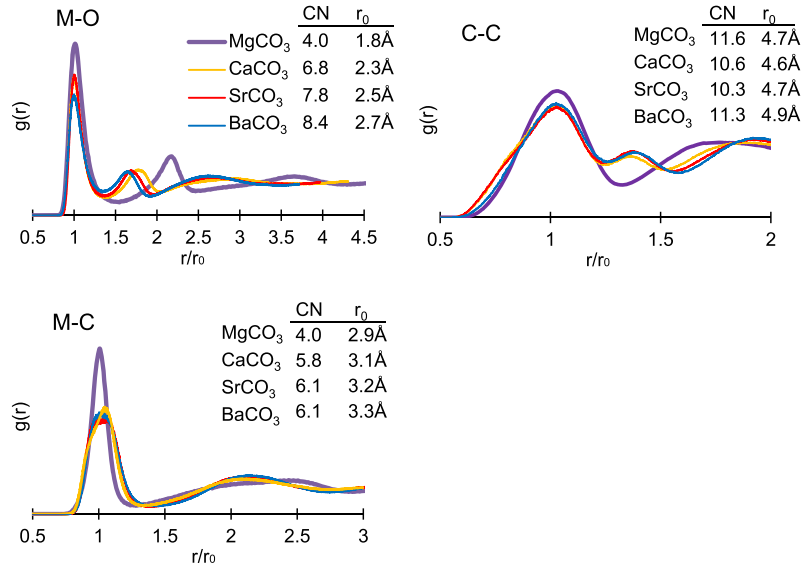 M-O
CN r₀
MgCO₃ 4.0 1.8Å
CaCO₃ 6.8 2.3Å
SrCO₃ 7.8 2.5Å
BaCO₃ 8.4 2.7Å
g(r)
0.5 1 1.5 2 2.5 3 3.5 4 4.5
r/r₀
C-C
CN r₀
MgCO₃ 11.6 4.7Å
CaCO₃ 10.6 4.6Å
SrCO₃ 10.3 4.7Å
BaCO₃ 11.3 4.9Å
g(r)
0.5 1 1.5 2
r/r₀
M-C
CN r₀
MgCO₃ 4.0 2.9Å
CaCO₃ 5.8 3.1Å
SrCO₃ 6.1 3.2Å
BaCO₃ 6.1 3.3Å
g(r)
0.5 1 1.5 2 2.5 3
r/r₀